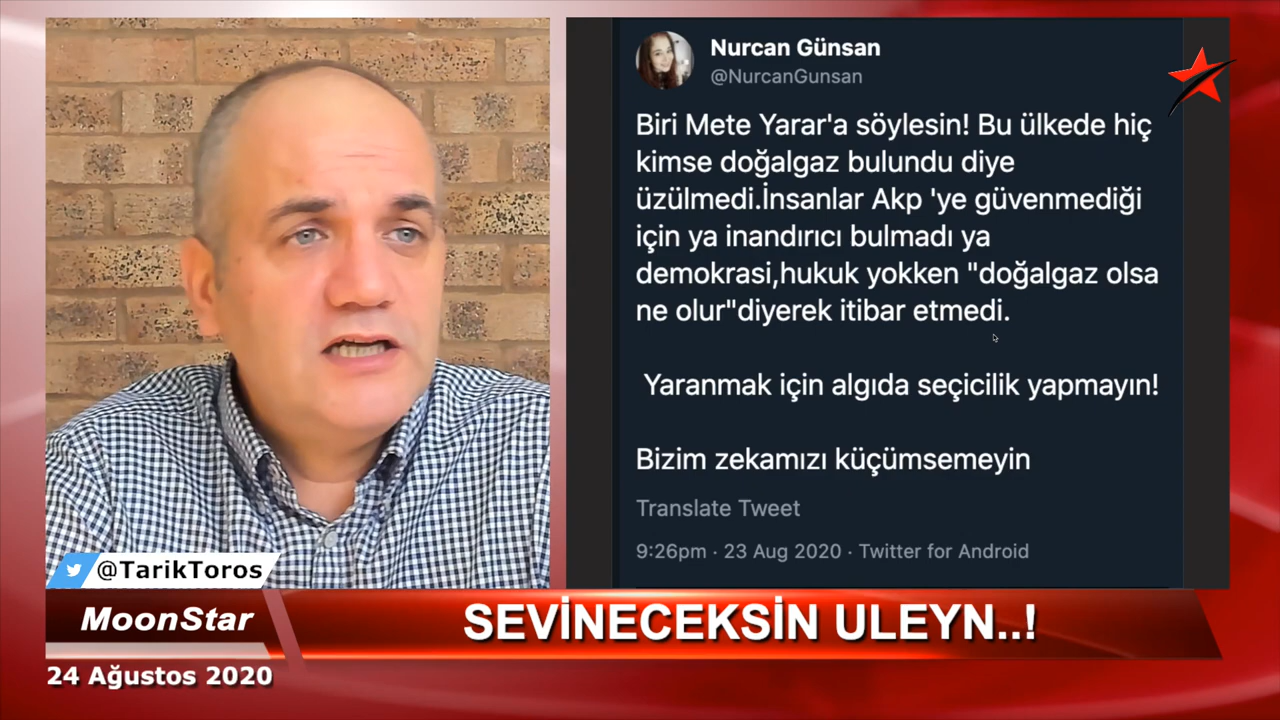 Nurcan Günsan
@NurcanGunsan
Biri Mete Yarar'a söylesin! Bu ülkede hiç
kimse doğalgaz bulundu diye
üzülmedi.İnsanlar Akp 'ye güvenmediği
için ya inandırıcı bulmadı ya
demokrasi,hukuk yokken "doğalgaz olsa
ne olur"diyerek itibar etmedi.
Yaranmak için algıda seçicilik yapmayın!
Bizim zekamızı küçümsemeyin
Translate Tweet
9:26pm · 23 Aug 2020 · Twitter for Android
@TarikToros
MoonStar
SEVİNECEKSİN ULEYN..!
24 Ağustos 2020